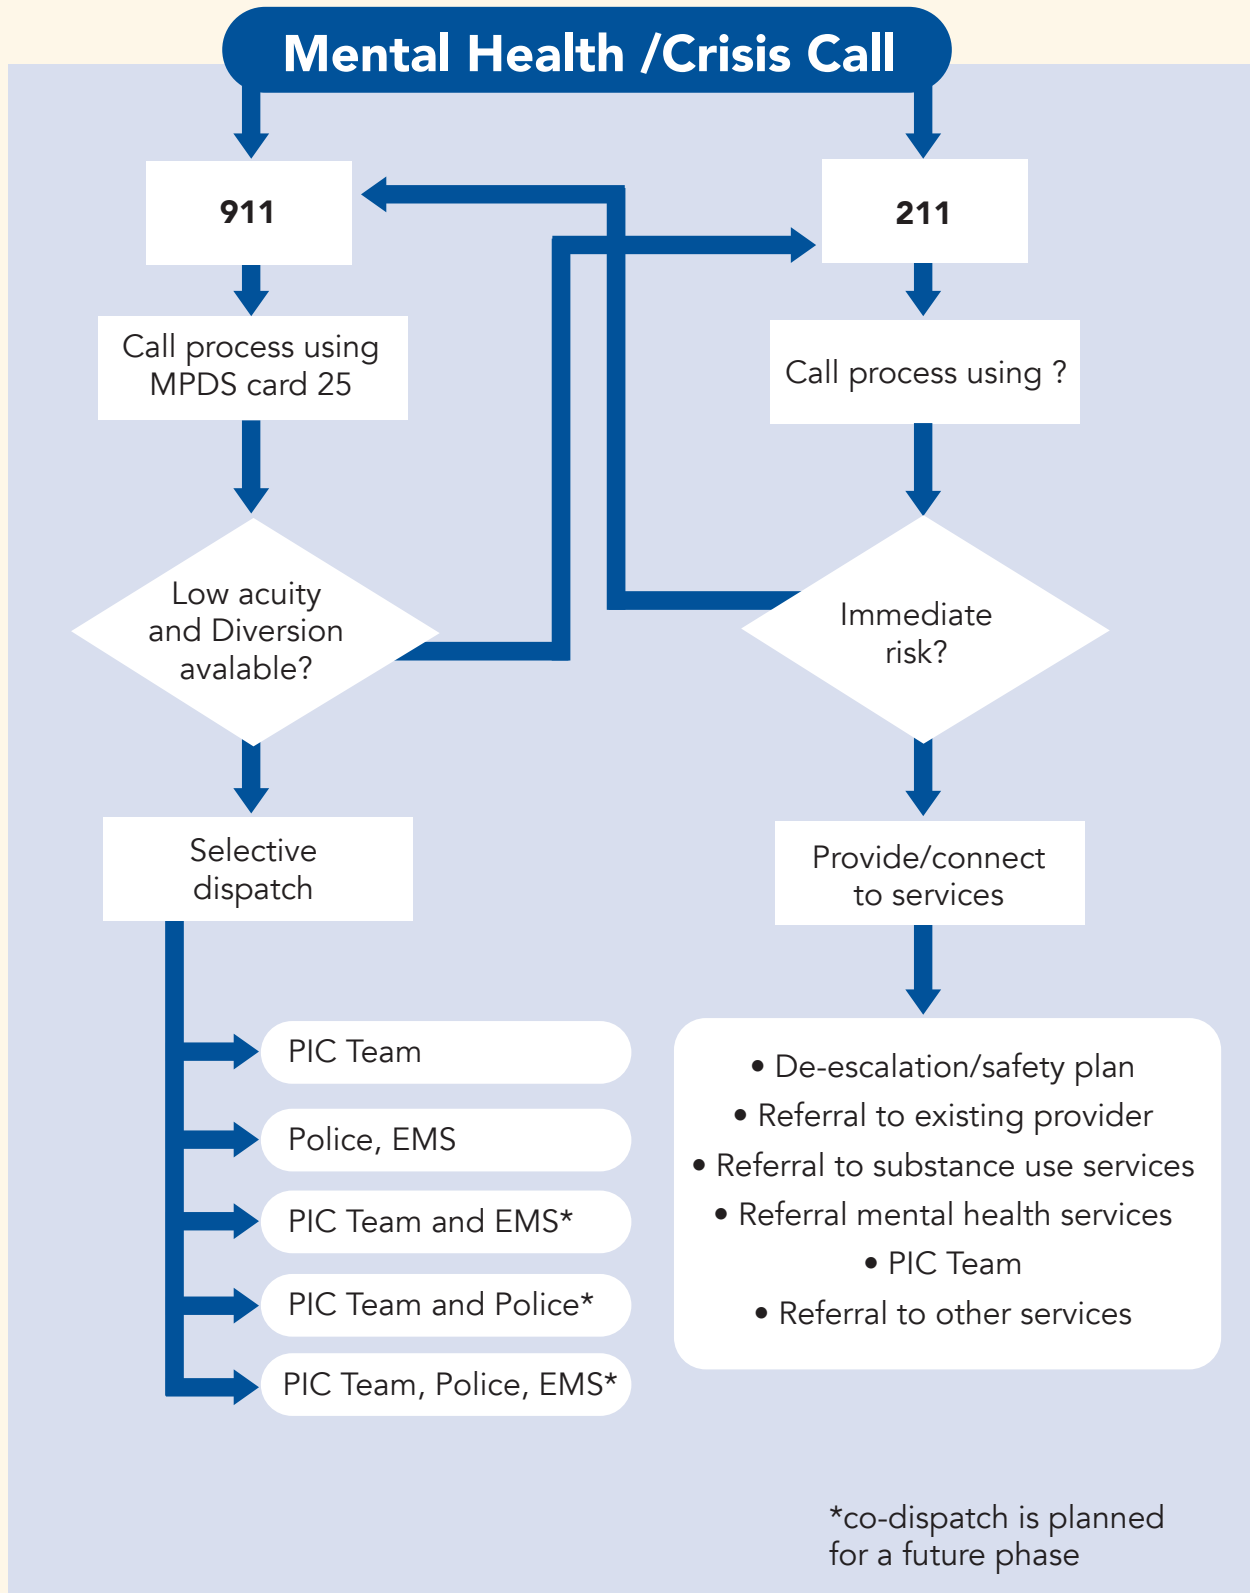 Mental Health /Crisis Call
911
211
Call process using
MPDS card 25
Call process using ?
Low acuity
and Diversion
avalable?
Immediate
risk?
Selective
dispatch
Provide/connect
to services
PIC Team
Police, EMS
PIC Team and EMS*
PIC Team and Police*
PIC Team, Police, EMS*
• De-escalation/safety plan
• Referral to existing provider
• Referral to substance use services
• Referral mental health services
• PIC Team
• Referral to other services
*co-dispatch is planned
for a future phase